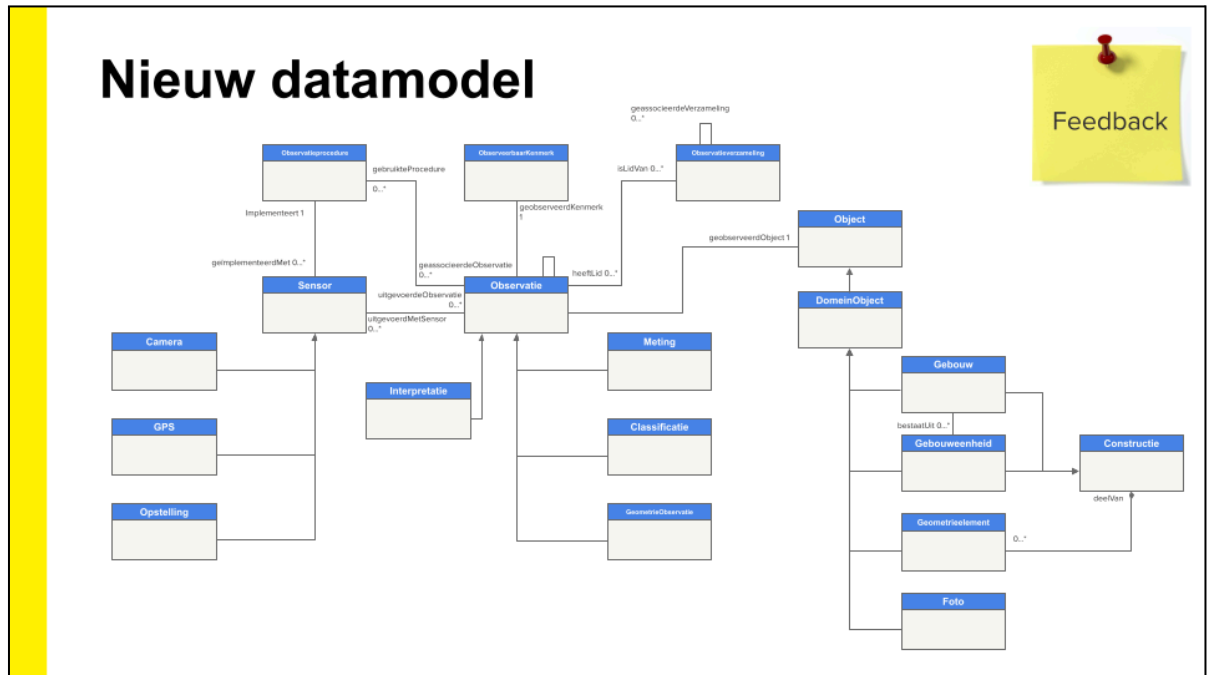 Nieuw datamodel
Feedback
geassocieerdeVerzameling
0...*
Observatieprocedure
ObserveerbaarKenmerk
Observatieverzameling
gebruikteProcedure
0...*
isLidVan 0...*
Implementeert 1
geobserveerdKenmerk
1
Object
geobserveerdObject 1
geïmplementeerdMet 0...*
geassocieerdeObservatie
0...*
heeftLid 0...*
Sensor
Observatie
DomeinObject
uitgevoerdeObservatie
0...*
uitgevoerdMetSensor
0...*
Camera
Meting
Gebouw
Interpretatie
bestaatUit 0...*
GPS
Classificatie
Gebouweenheid
Constructie
deelVan
Opstelling
GeometrieObservatie
Geometrieelement
0...*
Foto